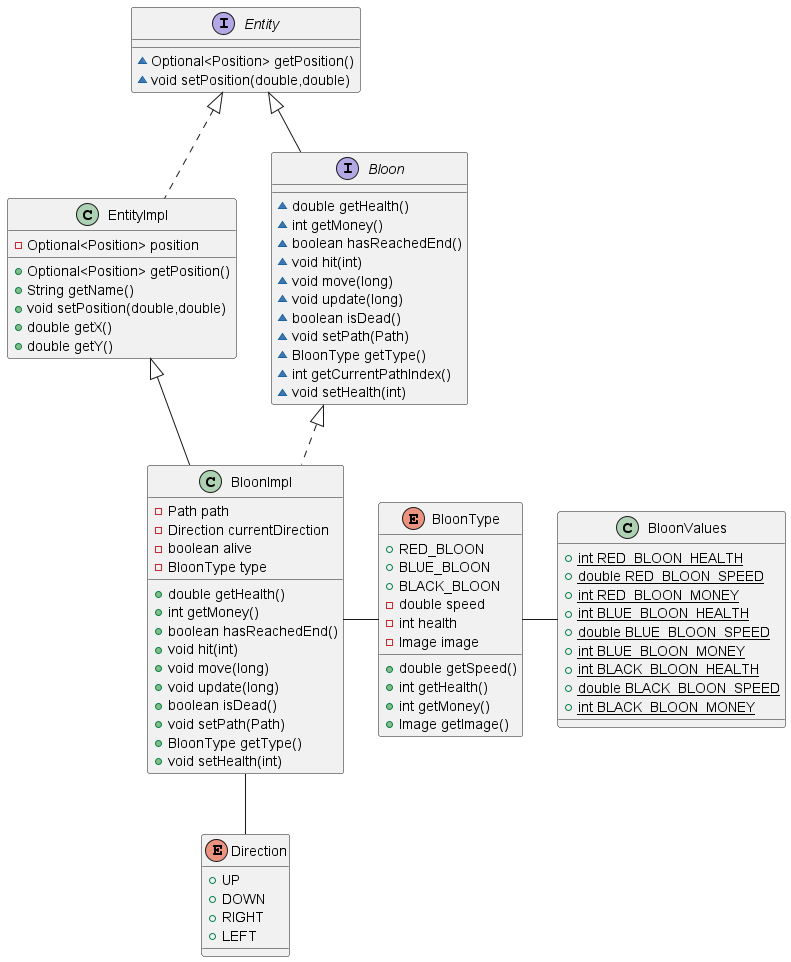 I Entity
Optional<Position> getPosition()
void setPosition(double,double)
C EntityImpl
Optional<Position> position
Optional<Position> getPosition()
String getName()
void setPosition(double,double)
double getX()
double getY()
I Bloon
double getHealth()
int getMoney()
boolean hasReachedEnd()
void hit(int)
void move(long)
void update(long)
boolean isDead()
void setPath(Path)
BloonType getType()
int getCurrentPathIndex()
void setHealth(int)
C BloonImpl
Path path
Direction currentDirection
boolean alive
BloonType type
double getHealth()
int getMoney()
boolean hasReachedEnd()
void hit(int)
void move(long)
void update(long)
boolean isDead()
void setPath(Path)
BloonType getType()
void setHealth(int)
E BloonType
RED_BLOON
BLUE_BLOON
BLACK_BLOON
double speed
int health
Image image
double getSpeed()
int getHealth()
int getMoney()
Image getImage()
C BloonValues
int RED_BLOON_HEALTH
double RED_BLOON_SPEED
int RED_BLOON_MONEY
int BLUE_BLOON_HEALTH
double BLUE_BLOON_SPEED
int BLUE_BLOON_MONEY
int BLACK_BLOON_HEALTH
double BLACK_BLOON_SPEED
int BLACK_BLOON_MONEY
E Direction
UP
DOWN
RIGHT
LEFT